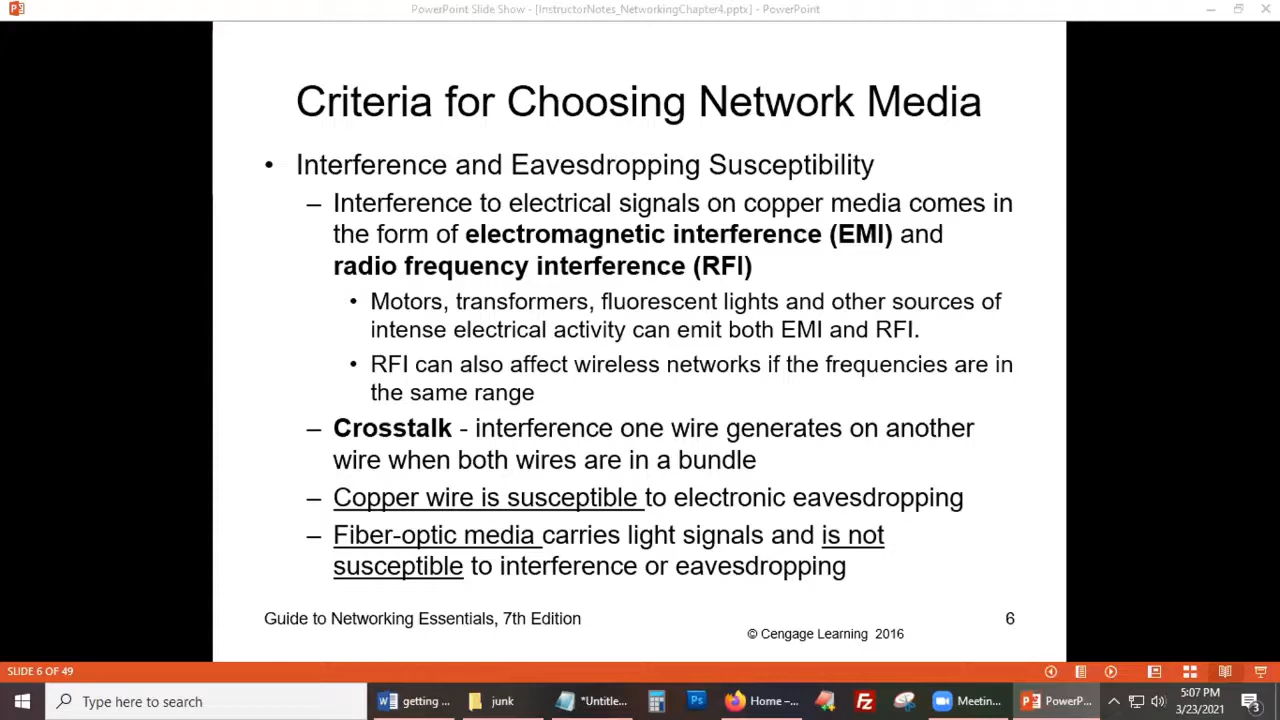 PowerPoint Slide Show - [InstructorNotes_NetworkingChapter4.pptx] - PowerPoint
Criteria for Choosing Network Media
• Interference and Eavesdropping Susceptibility
– Interference to electrical signals on copper media comes in
the form of electromagnetic interference (EMI) and
radio frequency interference (RFI)
• Motors, transformers, fluorescent lights and other sources of
intense electrical activity can emit both EMI and RFI.
• RFI can also affect wireless networks if the frequencies are in
the same range
– Crosstalk - interference one wire generates on another
wire when both wires are in a bundle
– Copper wire is susceptible to electronic eavesdropping
– Fiber-optic media carries light signals and is not
susceptible to interference or eavesdropping
Guide to Networking Essentials, 7th Edition
6
© Cengage Learning 2016
SLIDE 6 OF 49
Type here to search
getting ...
junk
*Untitle...
Ps
Home –...
Fz
Meetin...
PowerP...
5:07 PM
3/23/2021
3